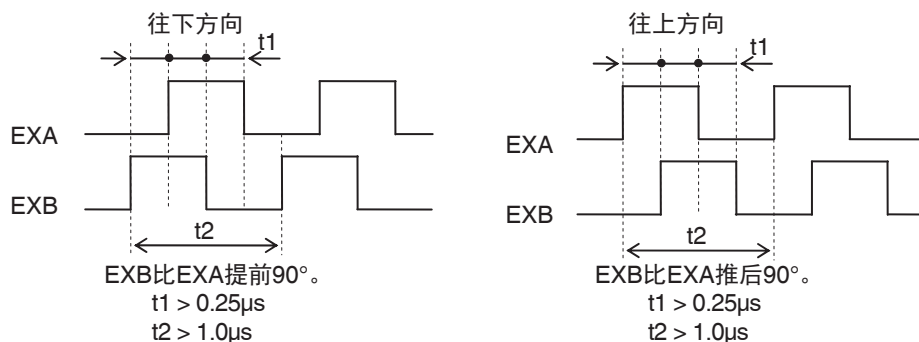 往下方向
t1
EXA
EXB
t2
EXB比EXA提前90°。
t1 > 0.25µs
t2 > 1.0µs
往上方向
t1
EXA
EXB
t2
EXB比EXA推后90°。
t1 > 0.25µs
t2 > 1.0µs